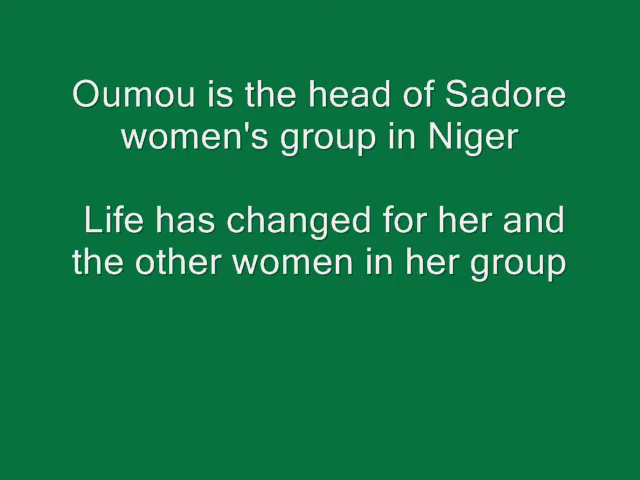 Oumou is the head of Sadore
women's group in Niger
Life has changed for her and
the other women in her group